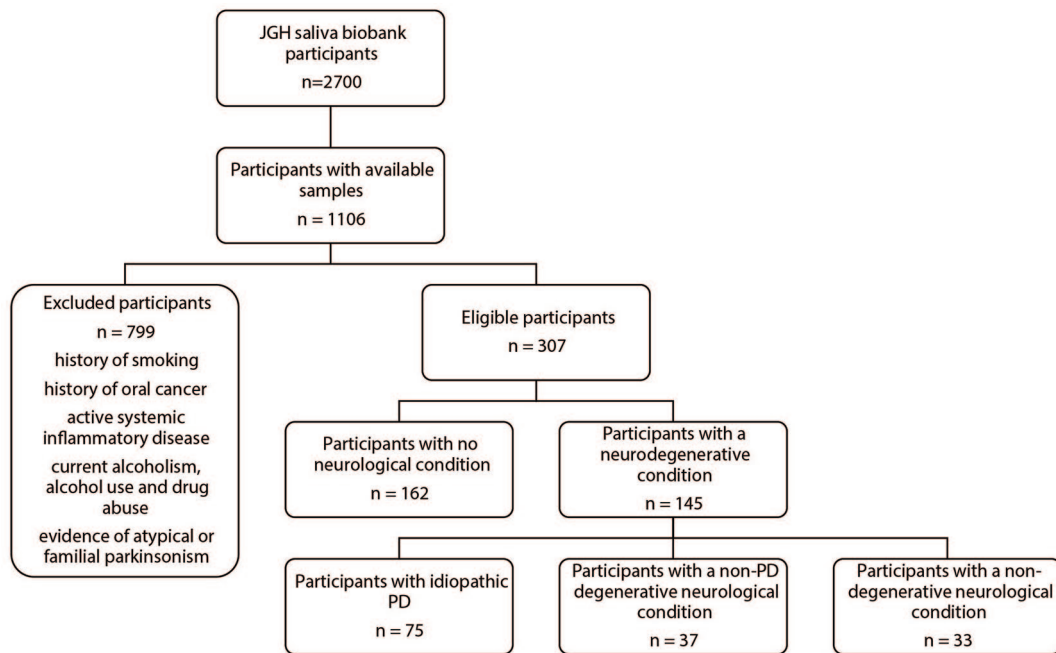 JGH saliva biobank
participants
n=2700
Participants with available
samples
n = 1106
Excluded participants
n = 799
history of smoking
history of oral cancer
active systemic
inflammatory disease
current alcoholism,
alcohol use and drug
abuse
evidence of atypical or
familial parkinsonism
Eligible participants
n = 307
Participants with no
neurological condition
n = 162
Participants with a
neurodegenerative
condition
n = 145
Participants with idiopathic
PD
n = 75
Participants with a non-PD
degenerative neurological
condition
n = 37
Participants with a non-
degenerative neurological
condition
n = 33